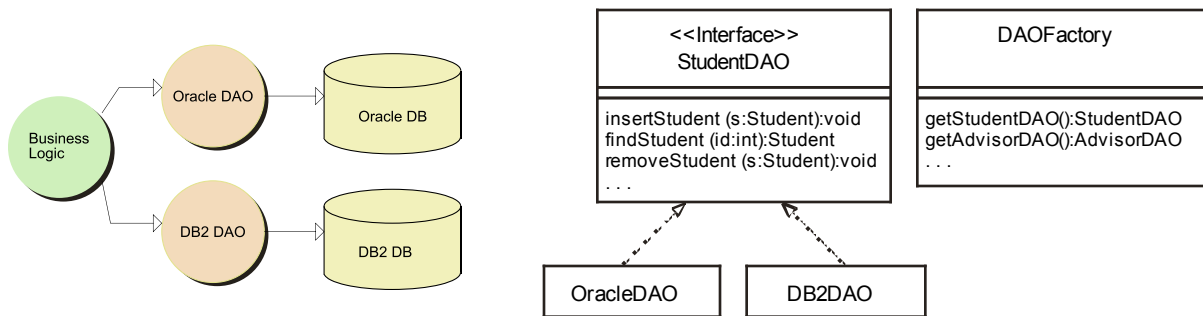 Business
Logic
Oracle DAO
Oracle DB
DB2 DAO
DB2 DB
<<Interface>>
StudentDAO
insertStudent (s:Student):void
findStudent (id:int):Student
removeStudent (s:Student):void
. . .
OracleDAO
DB2DAO
DAOFactory
getStudentDAO():StudentDAO
getAdvisorDAO():AdvisorDAO
. . .